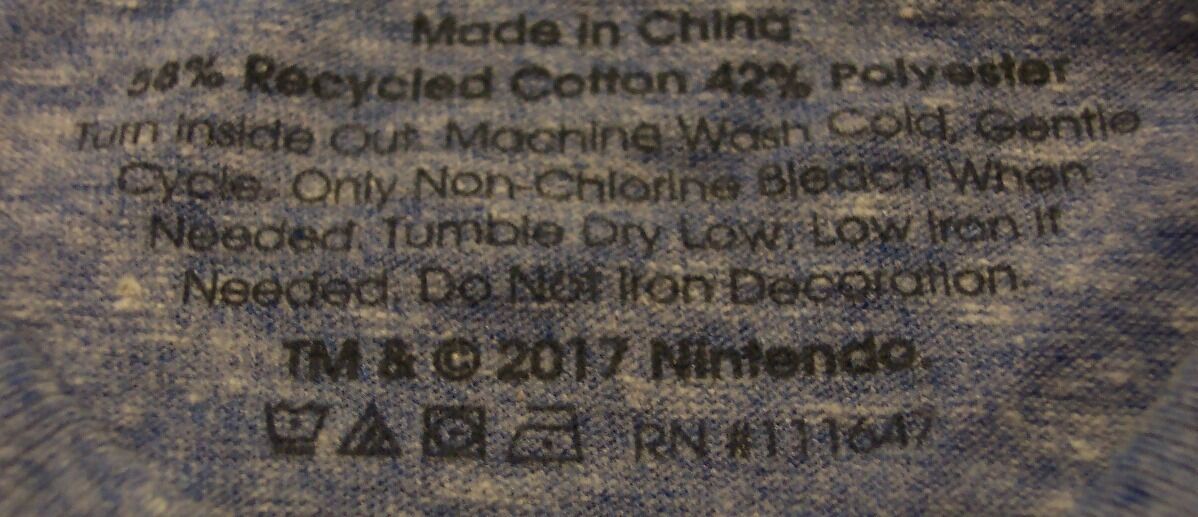 Made in China
58% Recycled Cotton 42% Polyester
Turn Inside Out. Machine Wash Cold, Gentle
Cycle. Only Non-Chlorine Bleach When
Needed. Tumble Dry Low. Low Iron If
Needed. Do Not Iron Decoration.
TM & © 2017 Nintendo.
RN #111647